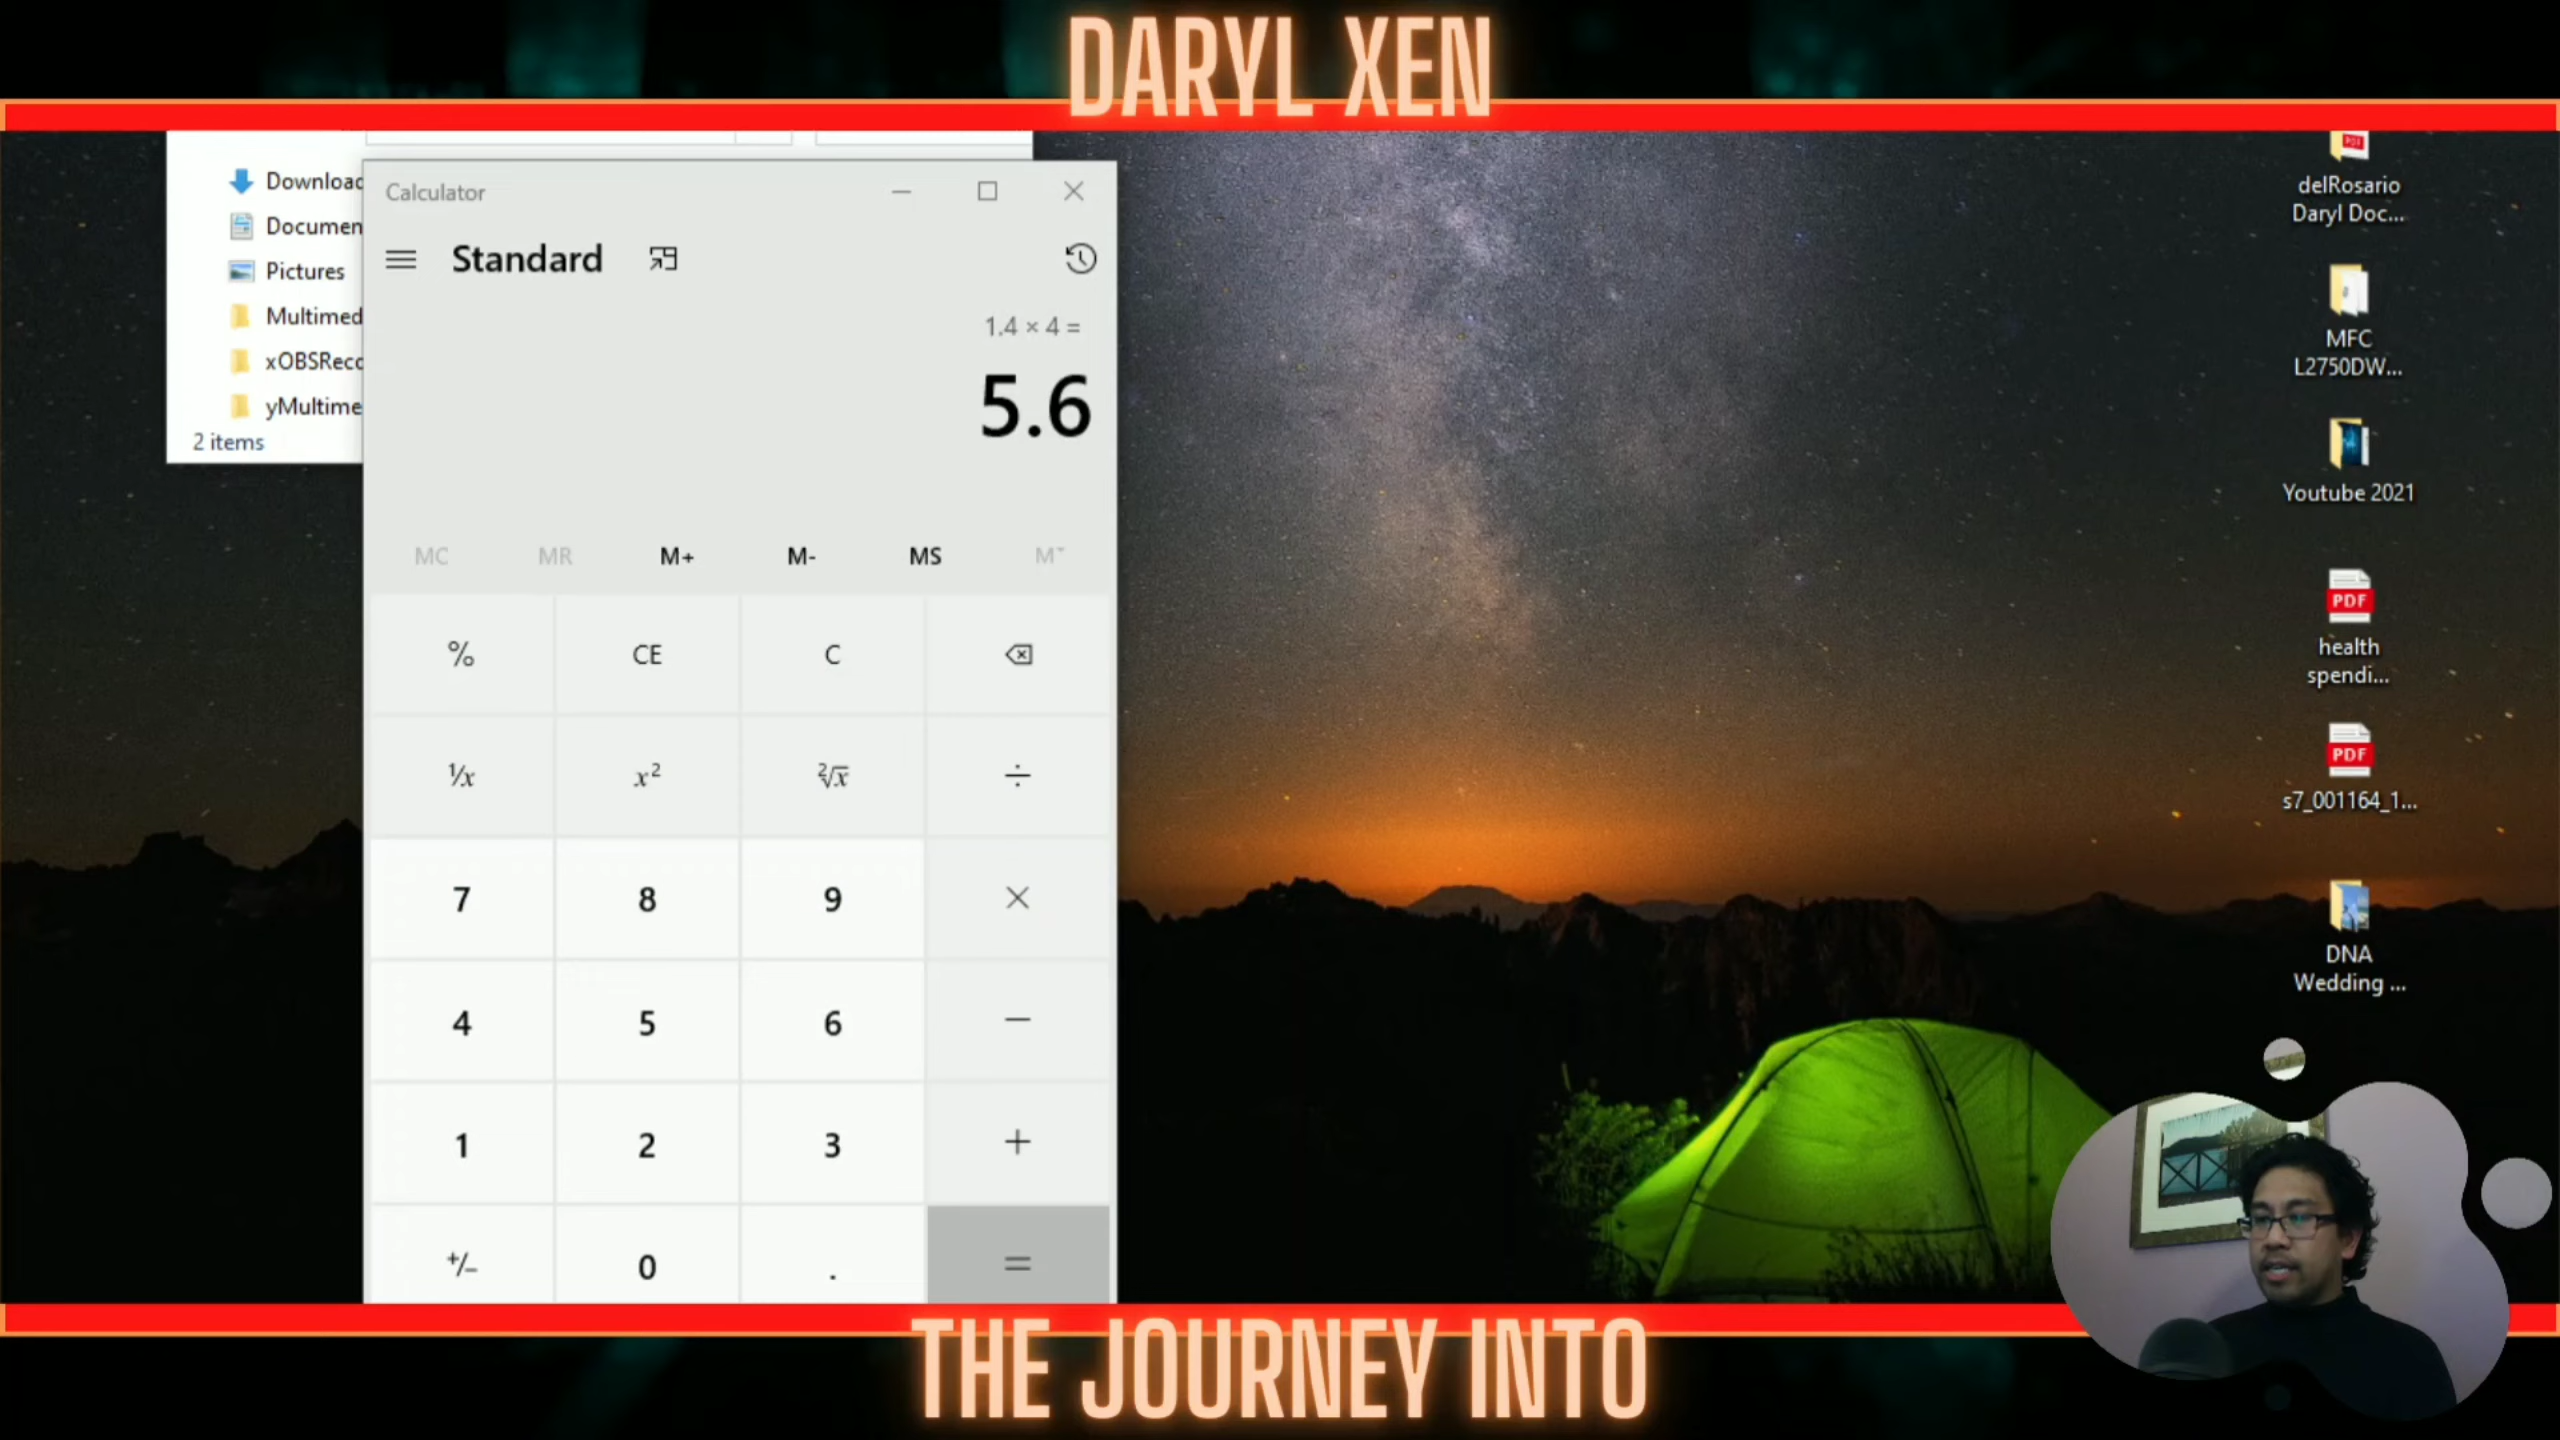 DARYL XEN
Downloac
Documen
Pictures
Multimed
xOBSRecc
yMultime
2 items
Calculator
Standard
1.4 × 4 =
5.6
MC MR M+ M- MS M˅
% CE C
¹/x x² ²√x ÷
7 8 9 ×
4 5 6 −
1 2 3 +
+/− 0 . =
PDF
delRosario
Daryl Doc...
MFC
L2750DW...
Youtube 2021
PDF
health
spendi...
PDF
s7_001164_1...
DNA
Wedding ...
THE JOURNEY INTO